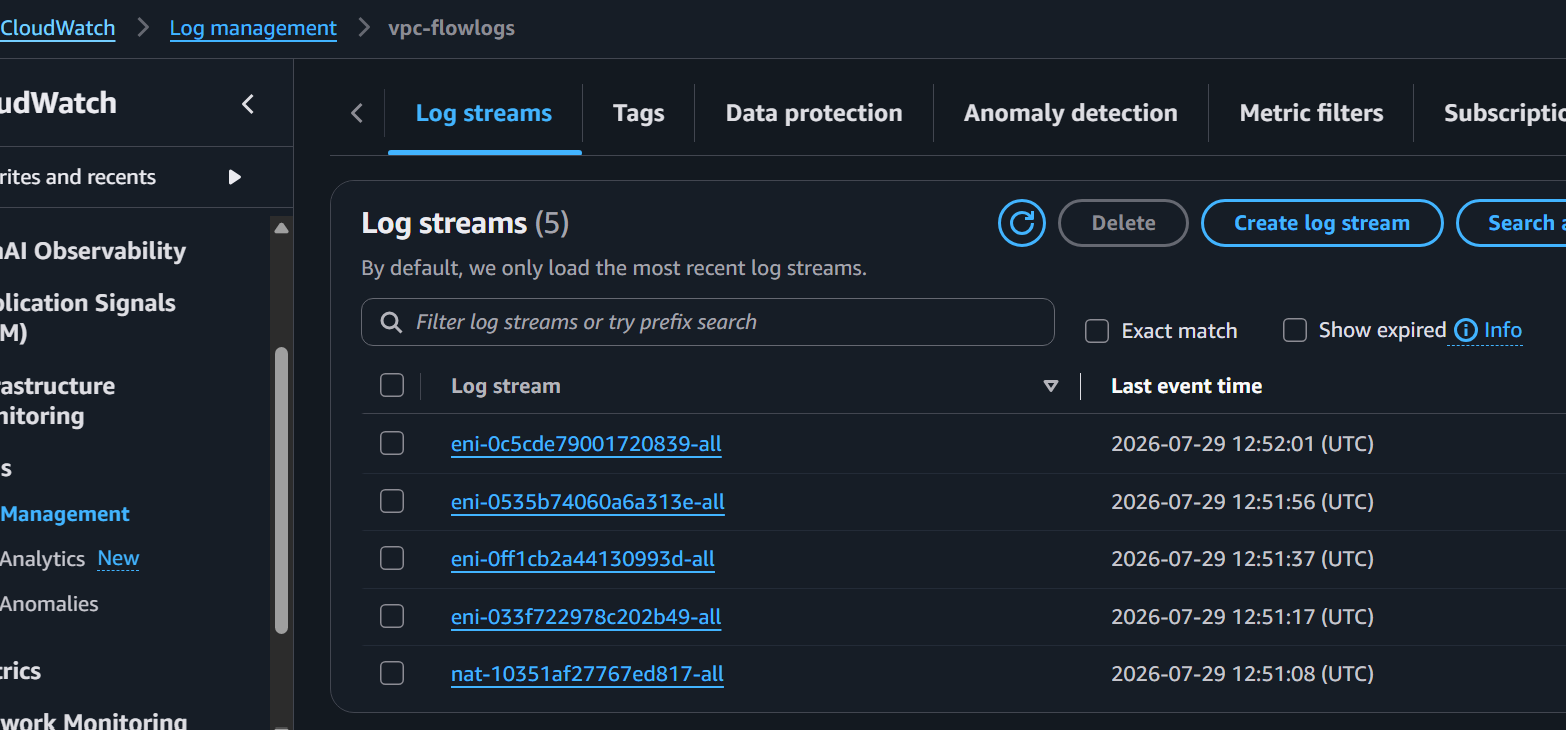 CloudWatch > Log management > vpc-flowlogs
udWatch
rites and recents
AI Observability
plication Signals
M)
rastructure
nitoring
s
Management
Analytics New
Anomalies
trics
work Monitoring
Log streams
Tags
Data protection
Anomaly detection
Metric filters
Subscriptio
Log streams (5)
Delete
Create log stream
Search a
By default, we only load the most recent log streams.
Filter log streams or try prefix search
Exact match
Show expired
Info
Log stream
Last event time
eni-0c5cde79001720839-all 2026-07-29 12:52:01 (UTC)
eni-0535b74060a6a313e-all 2026-07-29 12:51:56 (UTC)
eni-0ff1cb2a44130993d-all 2026-07-29 12:51:37 (UTC)
eni-033f722978c202b49-all 2026-07-29 12:51:17 (UTC)
nat-10351af27767ed817-all 2026-07-29 12:51:08 (UTC)